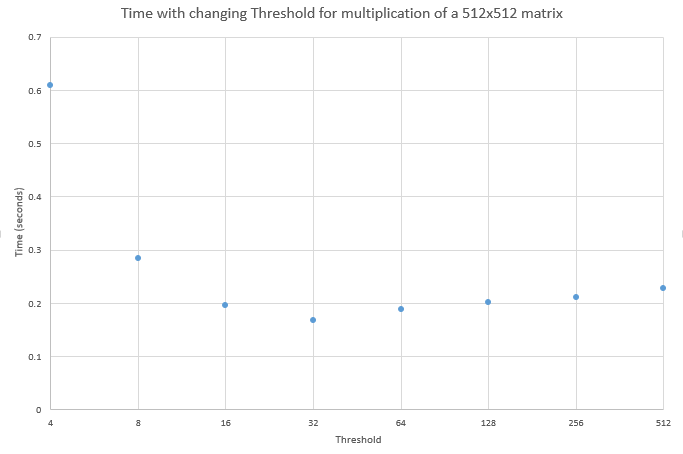 Time with changing Threshold for multiplication of a 512x512 matrix
0.7
0.6
0.5
0.4
0.3
0.2
0.1
0
Time (seconds)
4 8 16 32 64 128 256 512
Threshold